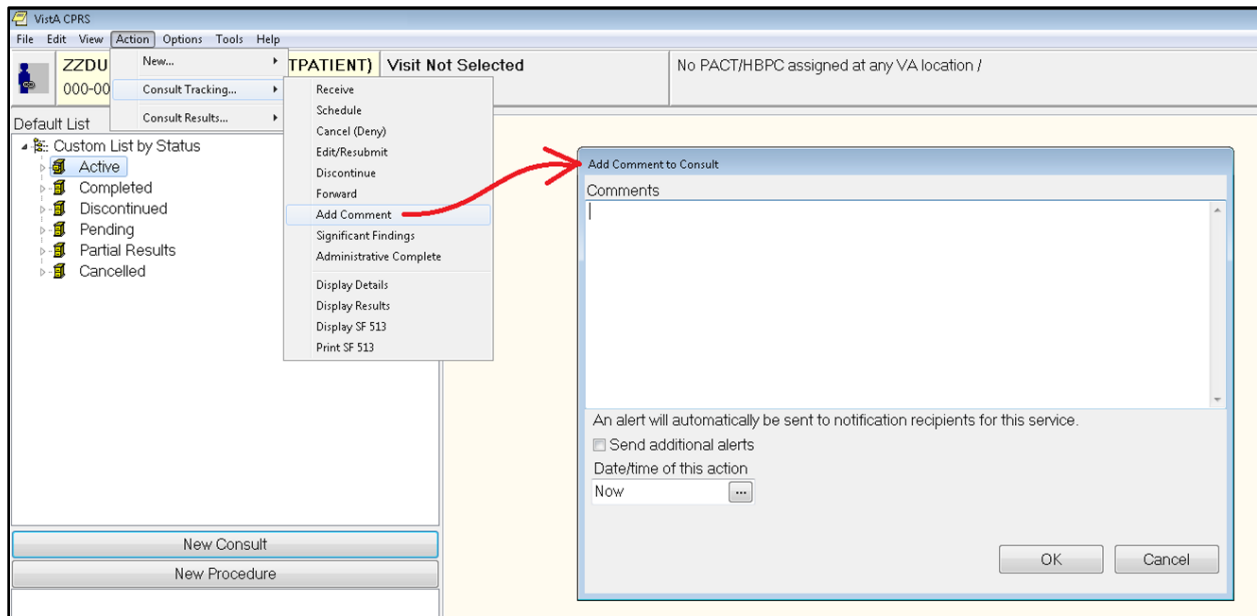 VistA CPRS
File Edit View Action Options Tools Help
ZZDU
TPATIENT)
Visit Not Selected
No PACT/HBPC assigned at any VA location /
000-00
New...
Consult Tracking...
Consult Results...
Receive
Schedule
Cancel (Deny)
Edit/Resubmit
Discontinue
Forward
Add Comment
Significant Findings
Administrative Complete
Display Details
Display Results
Display SF 513
Print SF 513
Default List
Custom List by Status
Active
Completed
Discontinued
Pending
Partial Results
Cancelled
New Consult
New Procedure
Add Comment to Consult
Comments
An alert will automatically be sent to notification recipients for this service.
Send additional alerts
Date/time of this action
Now
...
OK
Cancel